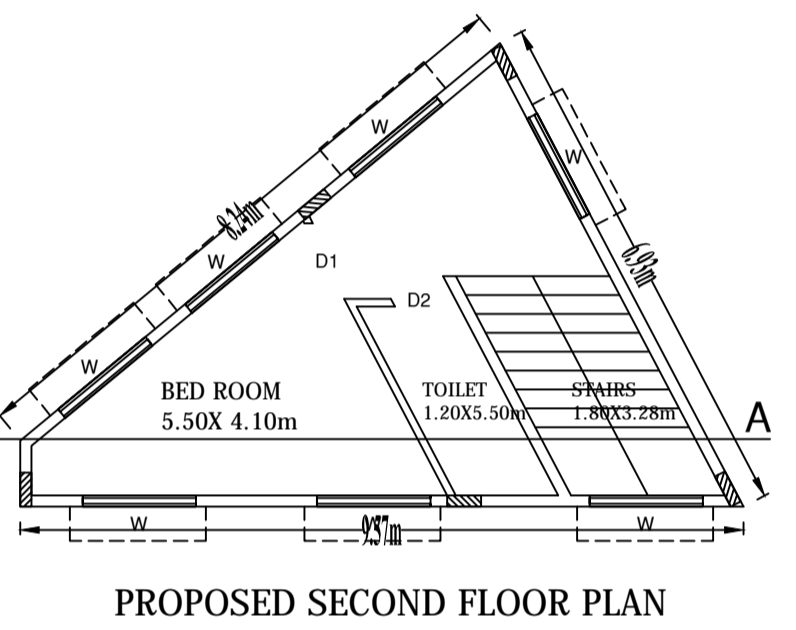 W
W
8.24m
D1
W
D2
6.93m
W
BED ROOM
5.50X 4.10m
TOILET
1.20X5.50m
STAIRS
1.80X3.28m
A
W
W
9.37m
W
PROPOSED SECOND FLOOR PLAN